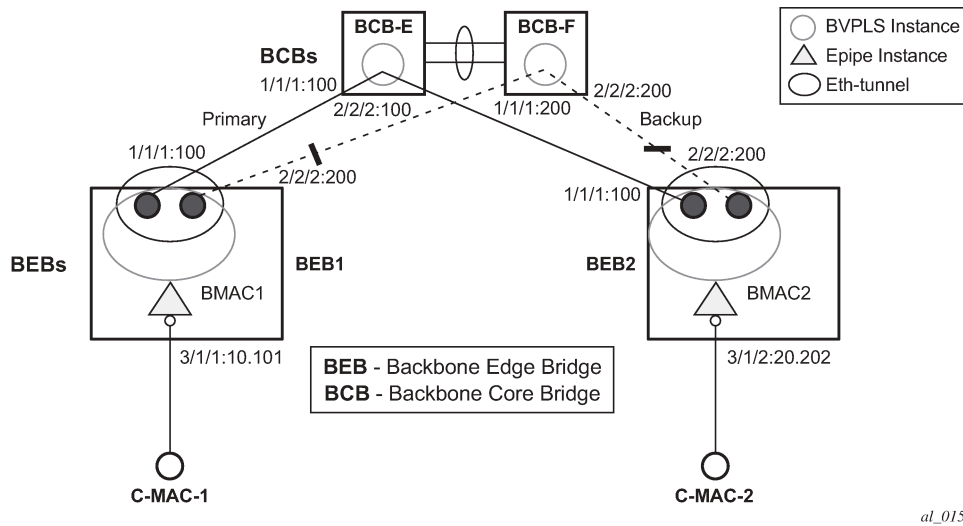 BCB-E
BCB-F
BVPLS Instance
Epipe Instance
Eth-tunnel
BCBs
1/1/1:100
2/2/2:100
1/1/1:200
2/2/2:200
Primary
Backup
1/1/1:100
2/2/2:200
2/2/2:200
1/1/1:100
BEBs
BEB1
BEB2
BMAC1
BMAC2
3/1/1:10.101
3/1/2:20.202
BEB - Backbone Edge Bridge
BCB - Backbone Core Bridge
C-MAC-1
C-MAC-2
al_015